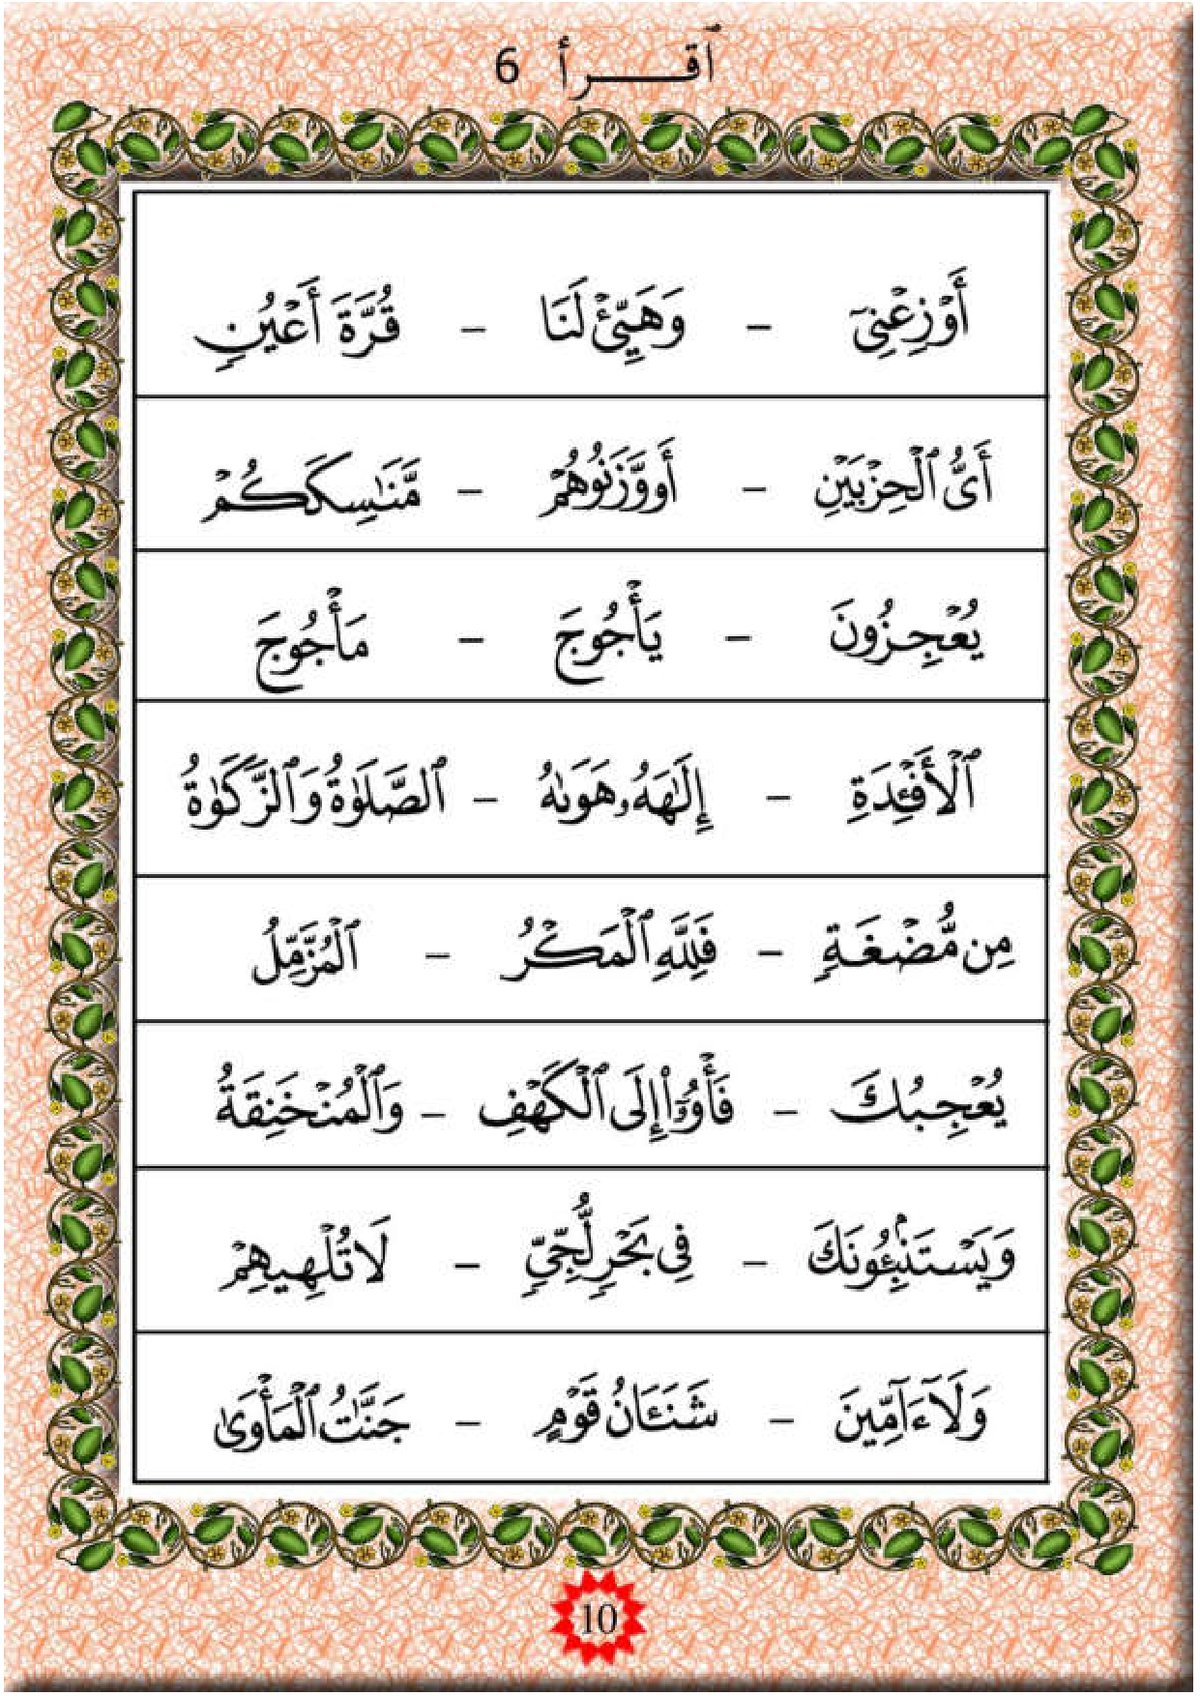 ٱقـــرأ 6
أَوْزِعْنِىٓ – وَهَيِّئْ لَنَا – قُرَّةَ أَعْيُنٍ
أَىُّ ٱلْحِزْبَيْنِ – أَو وَّزَنُوهُمْ – مَّنَـٰسِكَكُمْ
يُعْجِزُونَ – يَأْجُوجَ – مَأْجُوجَ
ٱلْأَفْـِٔدَةِ – إِلَـٰهَهُۥ هَوَىٰهُ – ٱلصَّلَوٰةُ وَٱلزَّكَوٰةُ
مِن مُّضْغَةٍ – فَلِلَّهِ ٱلْمَكْرُ – ٱلْمُزَّمِّلُ
يُعْجِبُكَ – فَأْوُۥٓا۟ إِلَى ٱلْكَهْفِ – وَٱلْمُنْخَنِقَةُ
وَيَسْتَنۢبِـُٔونَكَ – فِى بَحْرٍ لُّجِّىٍّ – لَا تُلْهِيهِمْ
وَلَآ ءَآمِّينَ – شَنَـَٔانُ قَوْمٍ – جَنَّـٰتُ ٱلْمَأْوَىٰ
10